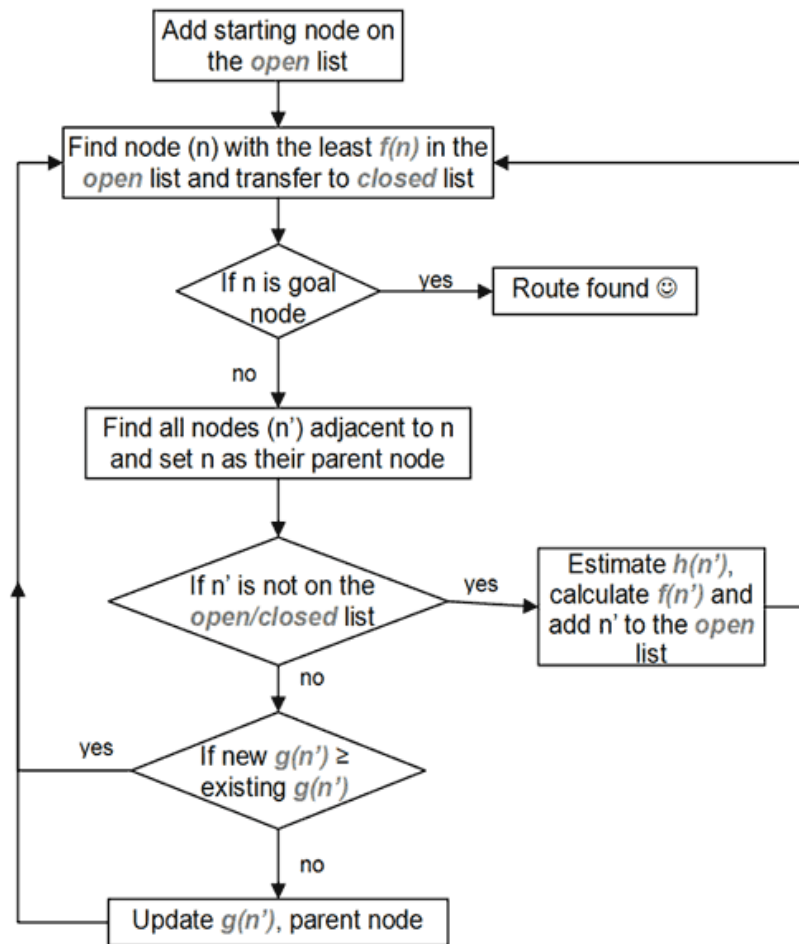 Add starting node on
the open list
Find node (n) with the least f(n) in the
open list and transfer to closed list
If n is goal
node
yes
Route found ☺
no
Find all nodes (n’) adjacent to n
and set n as their parent node
If n’ is not on the
open/closed list
yes
Estimate h(n’),
calculate f(n’) and
add n’ to the open
list
no
If new g(n’) ≥
existing g(n’)
yes
no
Update g(n’), parent node